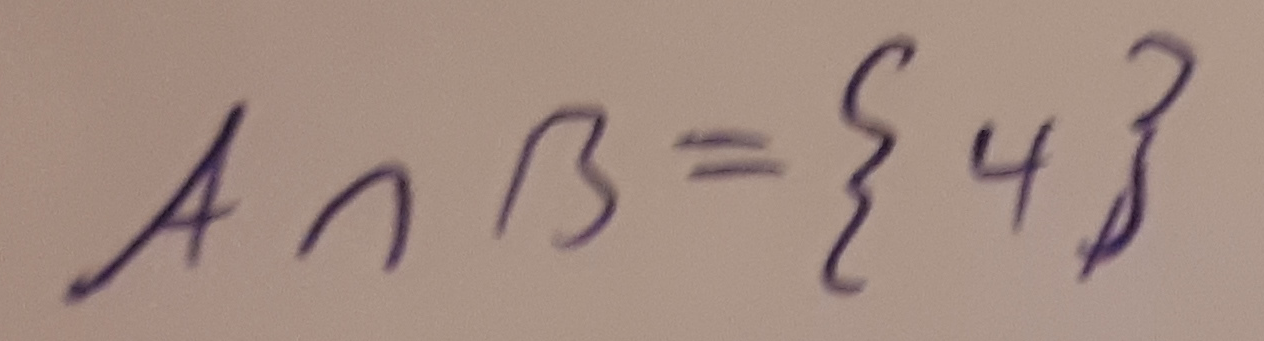 A ∩ B = { 4 }